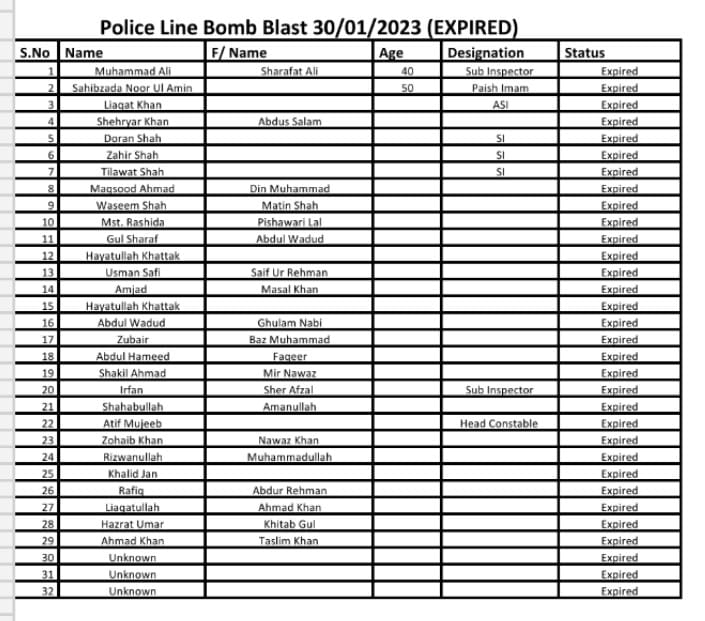 Police Line Bomb Blast 30/01/2023 (EXPIRED)
S.No Name F/ Name Age Designation Status
1 Muhammad Ali Sharafat Ali 40 Sub Inspector Expired
2 Sahibzada Noor Ul Amin 50 Paish Imam Expired
3 Liaqat Khan ASI Expired
4 Shehryar Khan Abdus Salam Expired
5 Doran Shah SI Expired
6 Zahir Shah SI Expired
7 Tilawat Shah SI Expired
8 Maqsood Ahmad Din Muhammad Expired
9 Waseem Shah Matin Shah Expired
10 Mst. Rashida Pishawari Lal Expired
11 Gul Sharaf Abdul Wadud Expired
12 Hayatullah Khattak Expired
13 Usman Safi Saif Ur Rehman Expired
14 Amjad Masal Khan Expired
15 Hayatullah Khattak Expired
16 Abdul Wadud Ghulam Nabi Expired
17 Zubair Baz Muhammad Expired
18 Abdul Hameed Faqeer Expired
19 Shakil Ahmad Mir Nawaz Expired
20 Irfan Sher Afzal Sub Inspector Expired
21 Shahabullah Amanullah Expired
22 Atif Mujeeb Head Constable Expired
23 Zohaib Khan Nawaz Khan Expired
24 Rizwanullah Muhammadullah Expired
25 Khalid Jan Expired
26 Rafiq Abdur Rehman Expired
27 Liaqatullah Ahmad Khan Expired
28 Hazrat Umar Khitab Gul Expired
29 Ahmad Khan Taslim Khan Expired
30 Unknown Expired
31 Unknown Expired
32 Unknown Expired